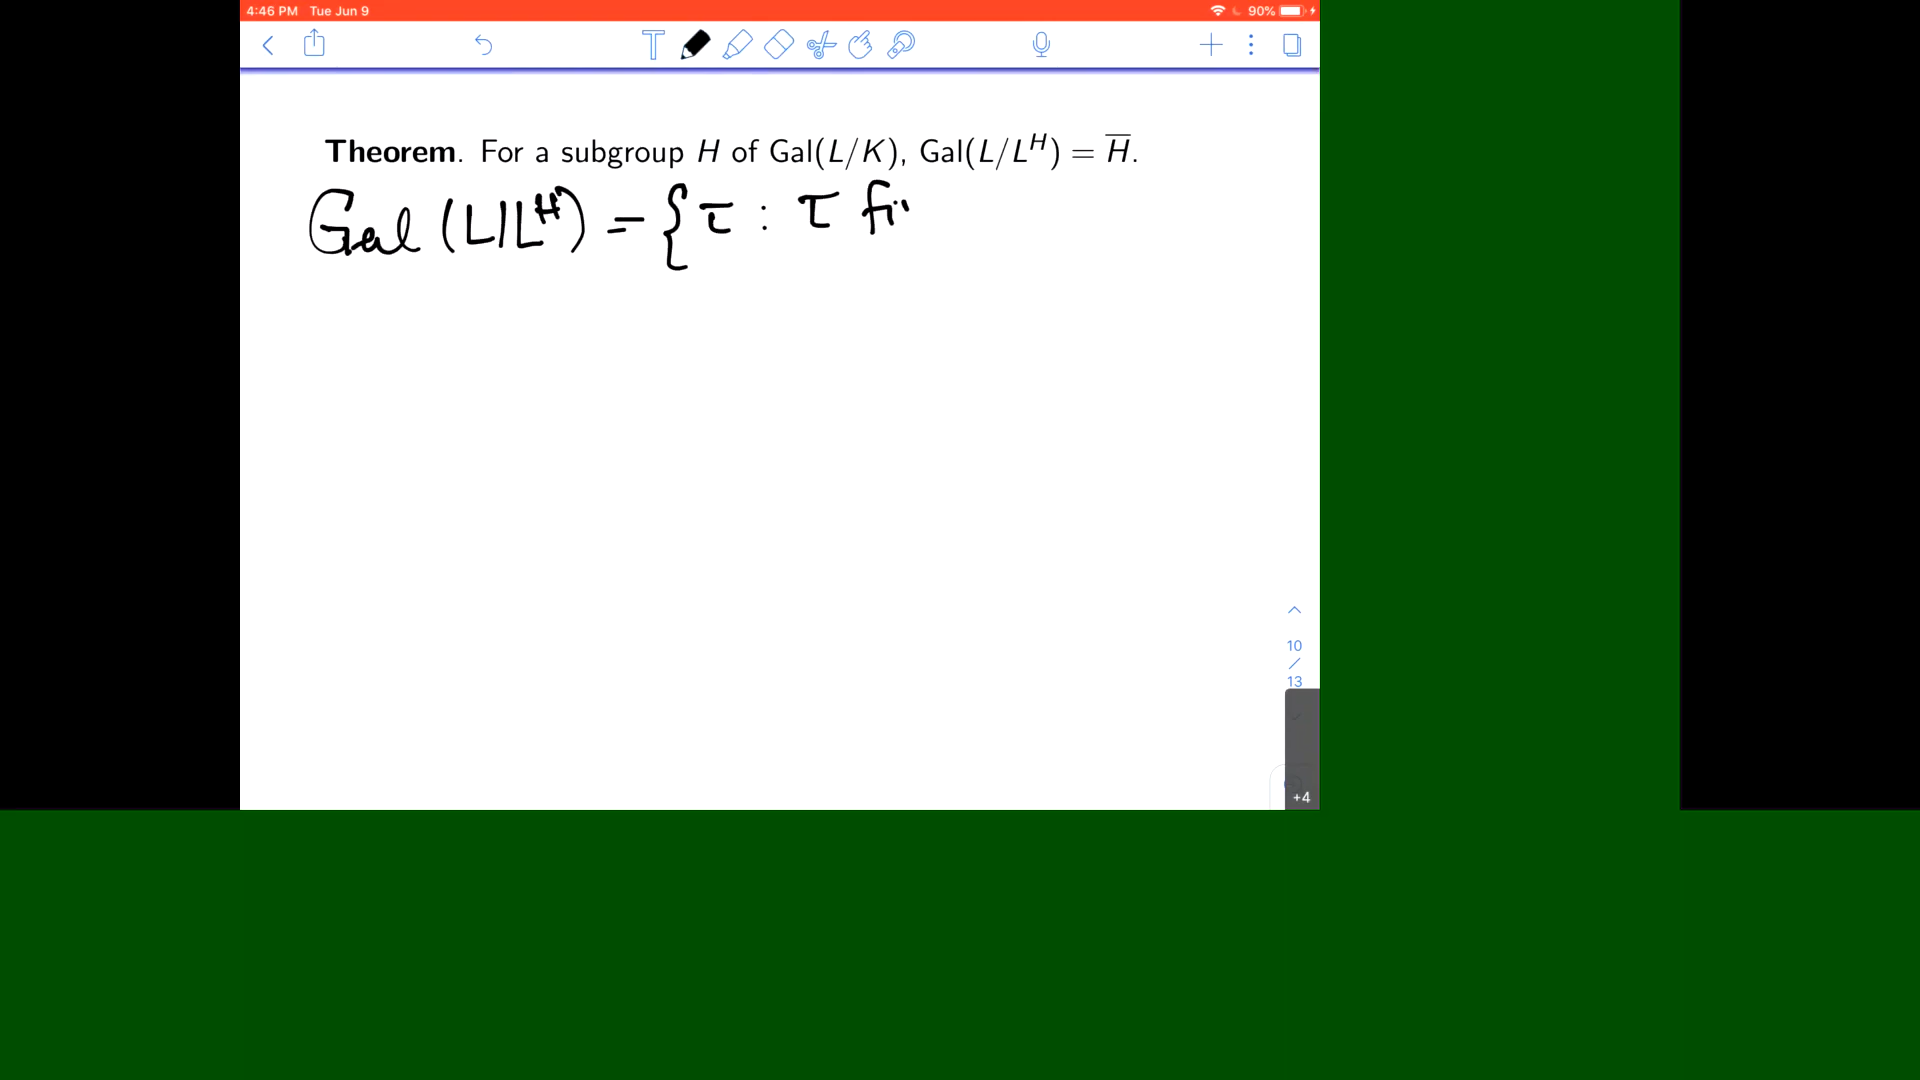 4:46 PM Tue Jun 9 90%
T
Theorem. For a subgroup H of Gal(L/K), Gal(L/L^H) = H̅.
Gal (L/L^H) = {τ : τ fi
10
/
13
+4